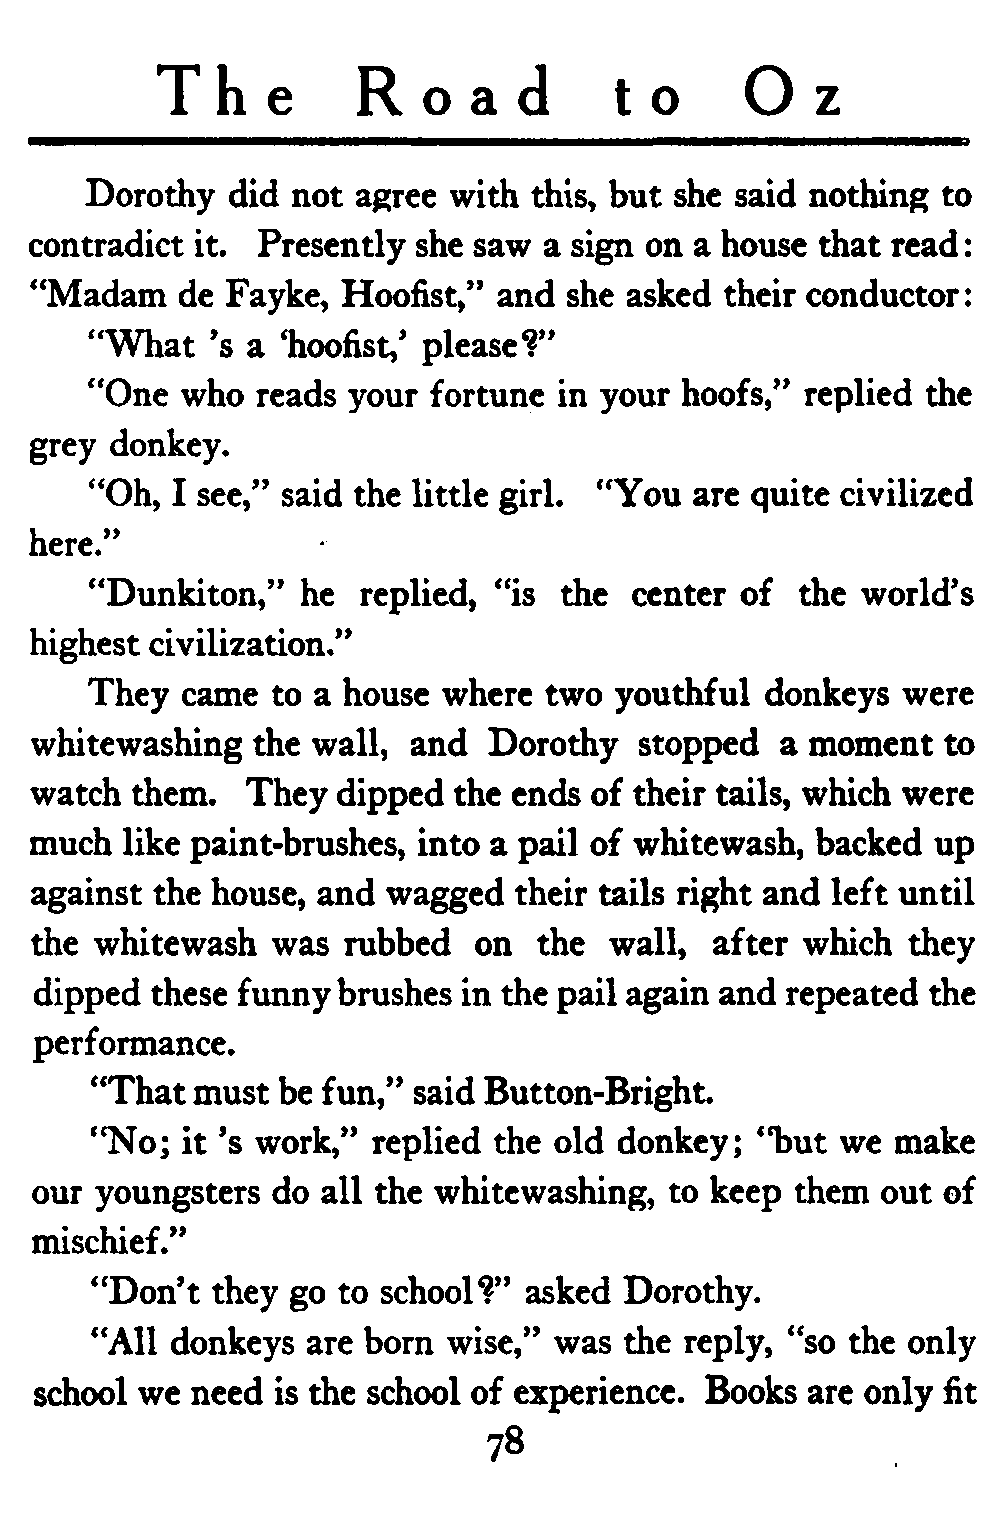 The Road to Oz
Dorothy did not agree with this, but she said nothing to
contradict it. Presently she saw a sign on a house that read:
“Madam de Fayke, Hoofist,” and she asked their conductor:
“What ’s a ‘hoofist,’ please?”
“One who reads your fortune in your hoofs,” replied the
grey donkey.
“Oh, I see,” said the little girl. “You are quite civilized
here.”
“Dunkiton,” he replied, “is the center of the world’s
highest civilization.”
They came to a house where two youthful donkeys were
whitewashing the wall, and Dorothy stopped a moment to
watch them. They dipped the ends of their tails, which were
much like paint-brushes, into a pail of whitewash, backed up
against the house, and wagged their tails right and left until
the whitewash was rubbed on the wall, after which they
dipped these funny brushes in the pail again and repeated the
performance.
“That must be fun,” said Button-Bright.
“No; it ’s work,” replied the old donkey; “but we make
our youngsters do all the whitewashing, to keep them out of
mischief.”
“Don’t they go to school?” asked Dorothy.
“All donkeys are born wise,” was the reply, “so the only
school we need is the school of experience. Books are only fit
78